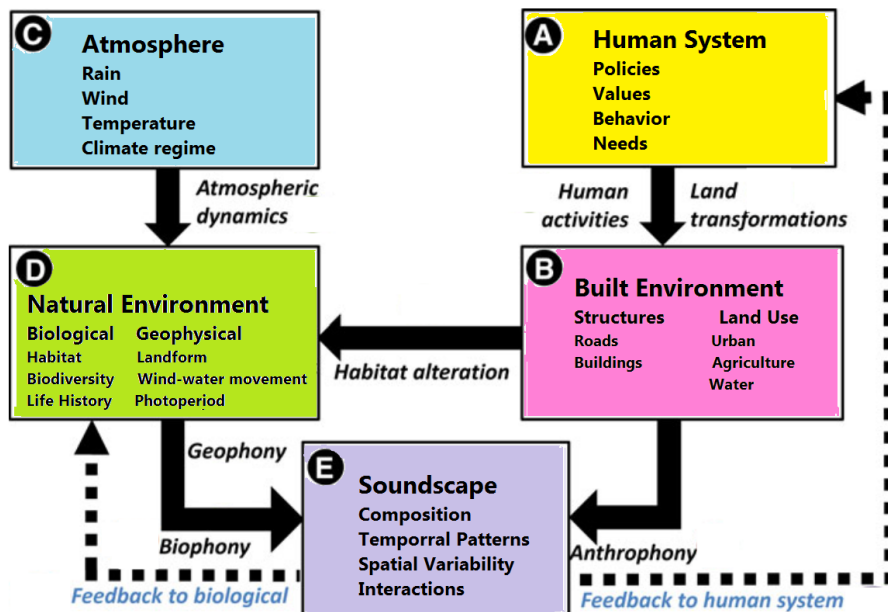 C
Atmosphere
Rain
Wind
Temperature
Climate regime
A
Human System
Policies
Values
Behavior
Needs
Atmospheric
dynamics
Human
activities
Land
transformations
D
Natural Environment
Biological Geophysical
Habitat Landform
Biodiversity Wind-water movement
Life History Photoperiod
B
Built Environment
Structures Land Use
Roads Urban
Buildings Agriculture
Water
Habitat alteration
Geophony
Biophony
E
Soundscape
Composition
Temporral Patterns
Spatial Variability
Interactions
Anthrophony
Feedback to biological
Feedback to human system